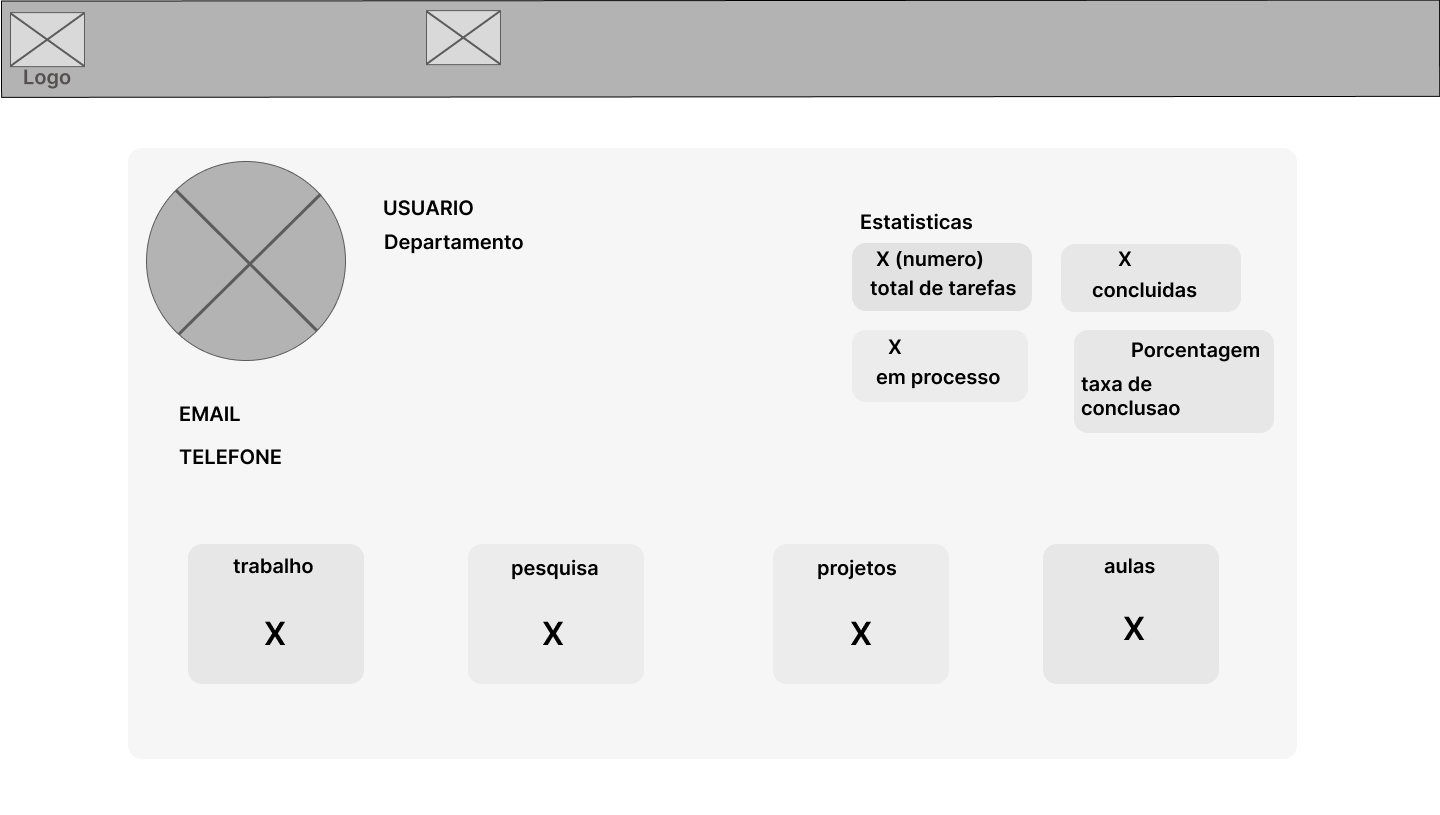 Logo
USUARIO
Departamento
EMAIL
TELEFONE
Estatisticas
X (numero)
total de tarefas
X
concluidas
X
em processo
Porcentagem
taxa de
conclusao
trabalho
X
pesquisa
X
projetos
X
aulas
X